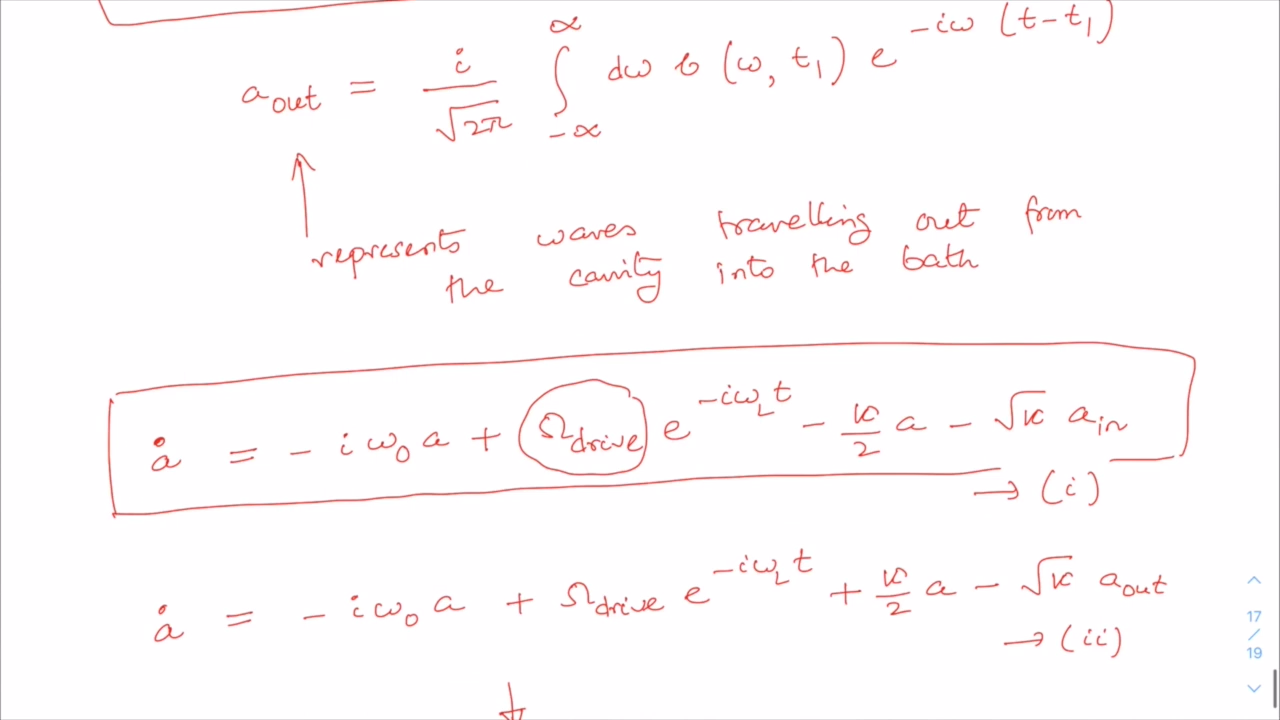 a_out = i/√2π ∫_{-∞}^{∞} dω b(ω, t₁) e^{-iω(t-t₁)}
represents waves travelling out from
the cavity into the bath
ȧ = - iω₀a + Ω_drive e^{-iω_L t} - κ/2 a - √κ a_in
→ (i)
ȧ = - iω₀a + Ω_drive e^{-iω_L t} + κ/2 a - √κ a_out
→ (ii)
17
/
19